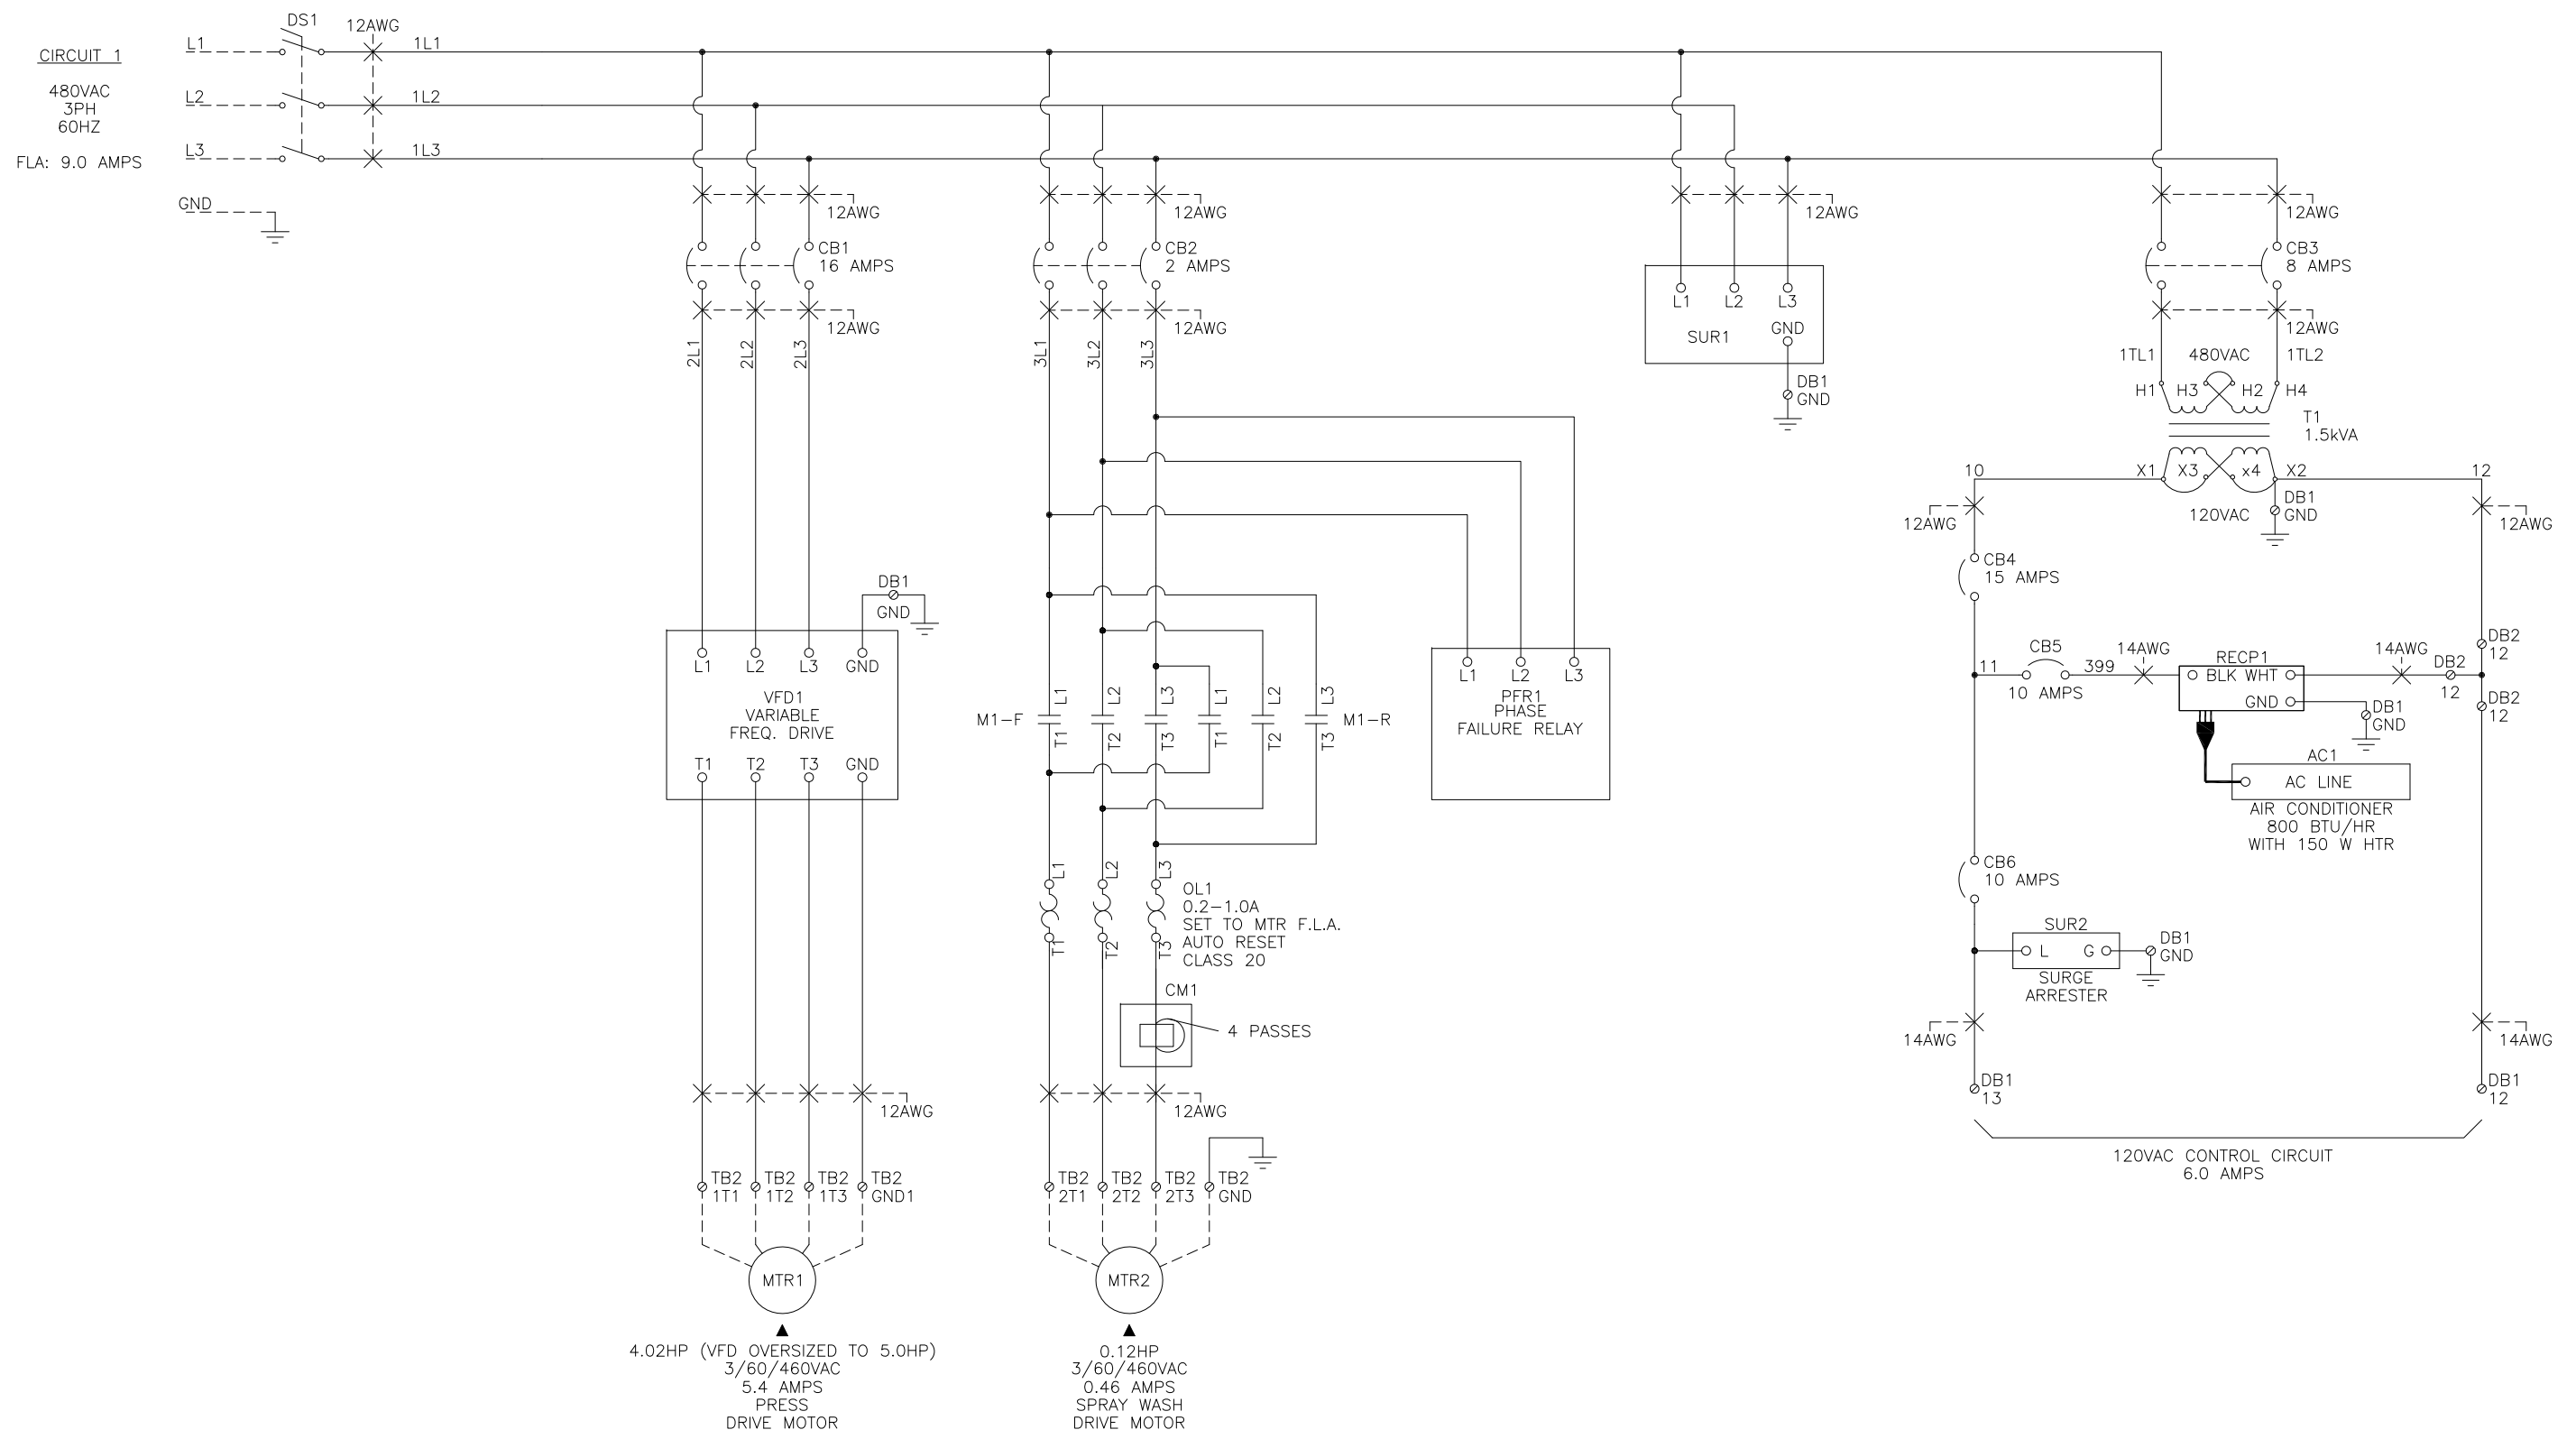 CIRCUIT 1
480VAC
3PH
60HZ
FLA: 9.0 AMPS
L1
L2
L3
GND
DS1
12AWG
1L1
1L2
1L3
12AWG
CB1
16 AMPS
12AWG
2L1
2L2
2L3
DB1
GND
L1
L2
L3
GND
VFD1
VARIABLE
FREQ. DRIVE
T1
T2
T3
GND
12AWG
TB2
1T1
TB2
1T2
TB2
1T3
TB2
GND1
MTR1
4.02HP (VFD OVERSIZED TO 5.0HP)
3/60/460VAC
5.4 AMPS
PRESS
DRIVE MOTOR
12AWG
CB2
2 AMPS
12AWG
3L1
3L2
3L3
M1-F
L1
L2
L3
L1
L2
L3
M1-R
T1
T2
T3
T1
T2
T3
L1
L2
L3
OL1
0.2-1.0A
SET TO MTR F.L.A.
AUTO RESET
CLASS 20
T1
T2
T3
CM1
4 PASSES
12AWG
TB2
2T1
TB2
2T2
TB2
2T3
TB2
GND
MTR2
0.12HP
3/60/460VAC
0.46 AMPS
SPRAY WASH
DRIVE MOTOR
L1
L2
L3
PFR1
PHASE
FAILURE RELAY
12AWG
L1
L2
L3
SUR1
GND
DB1
GND
12AWG
CB3
8 AMPS
12AWG
1TL1
480VAC
1TL2
H1
H3
H2
H4
T1
1.5kVA
10
X1
X3
x4
X2
12
12AWG
120VAC
DB1
GND
12AWG
CB4
15 AMPS
11
CB5
10 AMPS
399
14AWG
RECP1
BLK WHT
GND
14AWG
DB2
12
DB2
12
DB2
12
DB1
GND
AC1
AC LINE
AIR CONDITIONER
800 BTU/HR
WITH 150 W HTR
CB6
10 AMPS
SUR2
L
G
SURGE
ARRESTER
DB1
GND
14AWG
14AWG
DB1
13
DB1
12
120VAC CONTROL CIRCUIT
6.0 AMPS